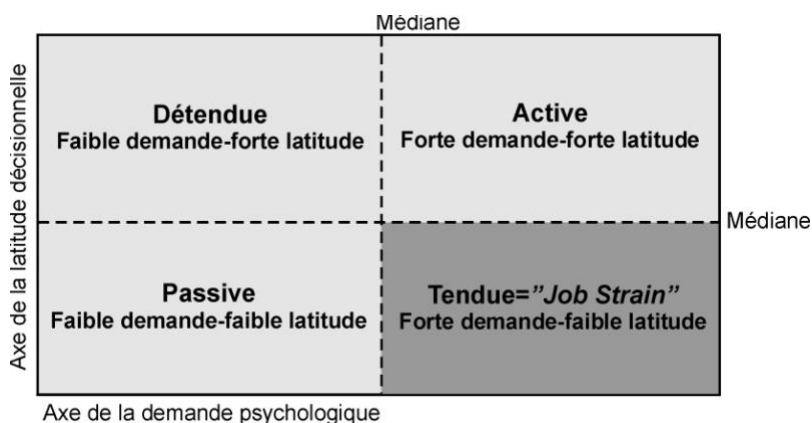 Médiane
Détendue
Faible demande-forte latitude
Active
Forte demande-forte latitude
Axe de la latitude décisionnelle
Médiane
Passive
Faible demande-faible latitude
Tendue="Job Strain"
Forte demande-faible latitude
Axe de la demande psychologique